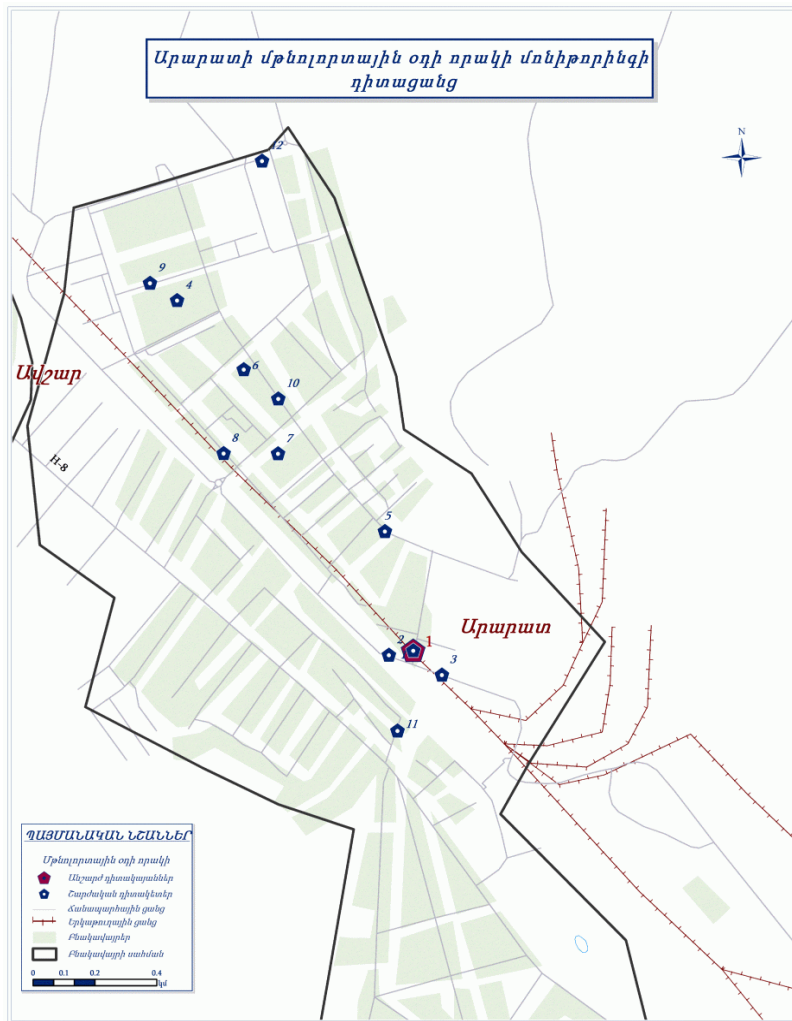 Արարատի մթնոլորտային օդի որակի մոնիթորինգի
դիտացանց
N
12
9
4
Ավշար
6
10
8
7
H-8
5
Արարատ
2
1
3
11
ՊԱՅՄԱՆԱԿԱՆ ՆՇԱՆՆԵՐ
Մթնոլորտային օդի որակի
Անշարժ դիտակայաններ
Շարժական դիտակետեր
Ճանապարհային ցանց
Երկաթուղային ցանց
Բնակավայրեր
Բնակավայրի սահման
0 0.1 0.2 0.4
կմ